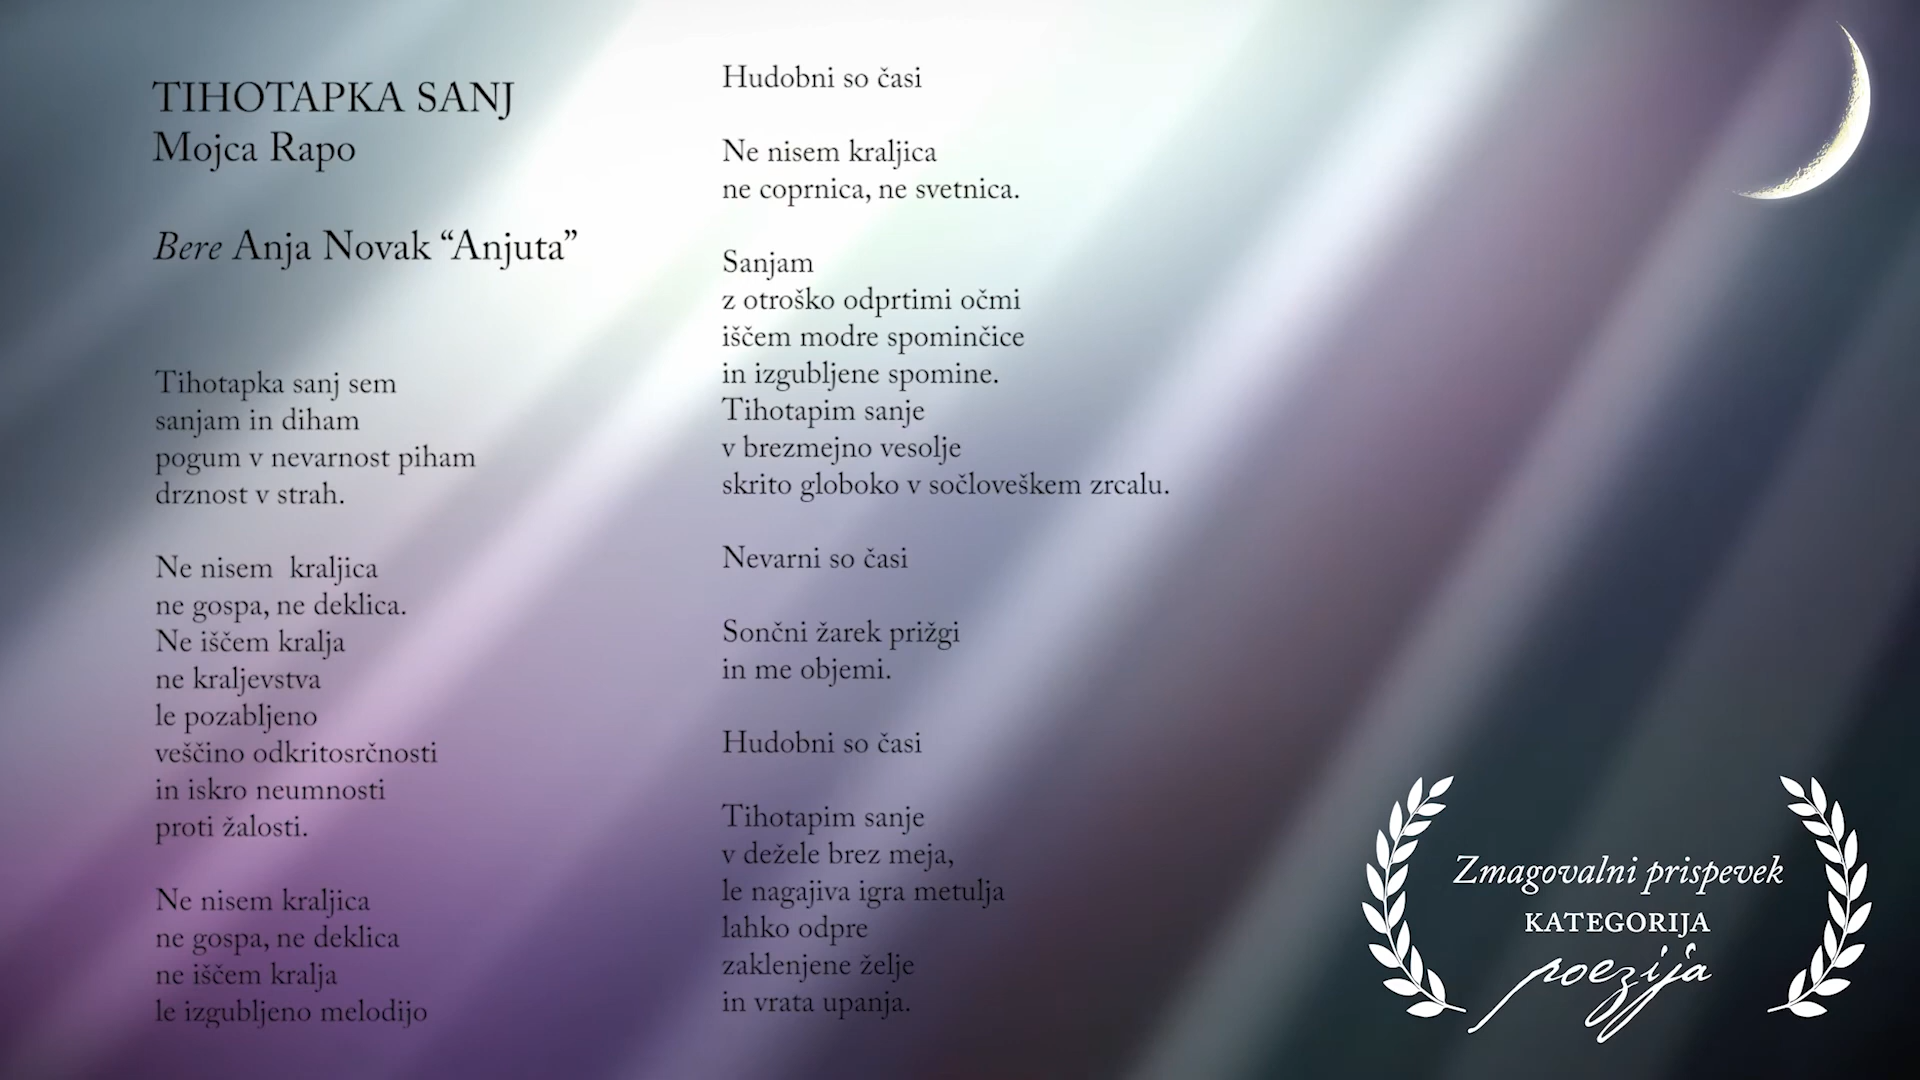 TIHOTAPKA SANJ
Mojca Rapo
Bere Anja Novak “Anjuta”
Tihotapka sanj sem
sanjam in diham
pogum v nevarnost piham
drznost v strah.
Ne nisem  kraljica
ne gospa, ne deklica.
Ne iščem kralja
ne kraljevstva
le pozabljeno
veščino odkritosrčnosti
in iskro neumnosti
proti žalosti.
Ne nisem kraljica
ne gospa, ne deklica
ne iščem kralja
le izgubljeno melodijo
Hudobni so časi
Ne nisem kraljica
ne coprnica, ne svetnica.
Sanjam
z otroško odprtimi očmi
iščem modre spominčice
in izgubljene spomine.
Tihotapim sanje
v brezmejno vesolje
skrito globoko v sočloveškem zrcalu.
Nevarni so časi
Sončni žarek prižgi
in me objemi.
Hudobni so časi
Tihotapim sanje
v dežele brez meja,
le nagajiva igra metulja
lahko odpre
zaklenjene želje
in vrata upanja.
Zmagovalni prispevek
KATEGORIJA
poezija